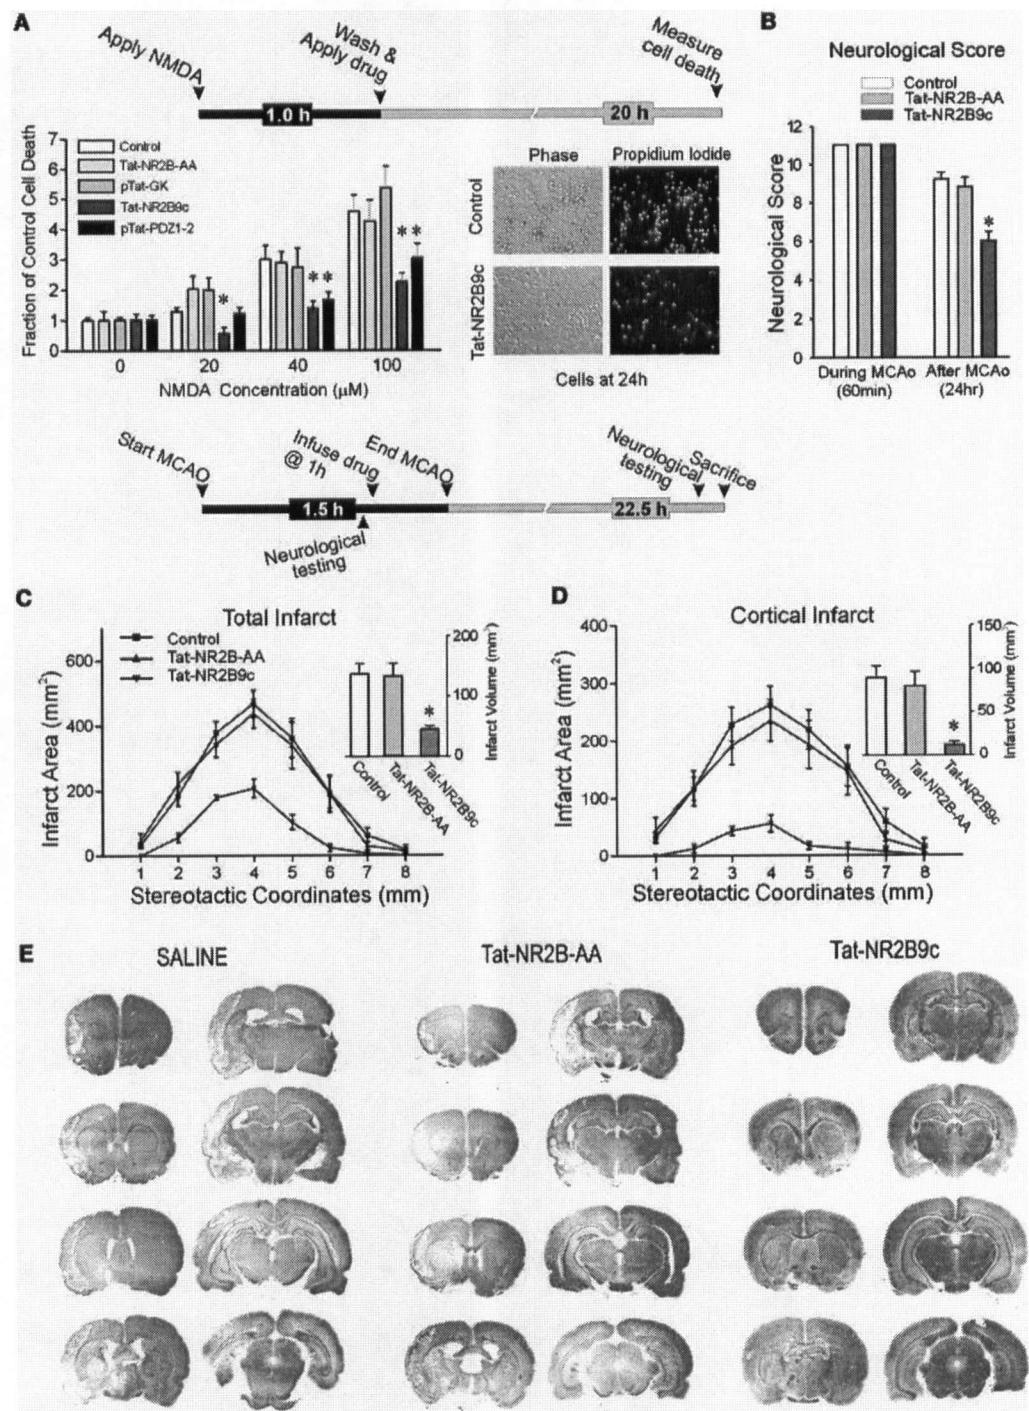 A
Apply NMDA
Wash &
Apply drug
Measure
cell death
1.0 h
20 h
Fraction of Control Cell Death
7
6
5
4
3
2
1
0
Control
Tat-NR2B-AA
pTat-GK
Tat-NR2B9c
pTat-PDZ1-2
*
**
**
0
20
40
100
NMDA Concentration (μM)
Phase
Propidium Iodide
Control
Tat-NR2B9c
Cells at 24h
B
Neurological Score
Control
Tat-NR2B-AA
Tat-NR2B9c
Neurological Score
12
10
8
6
4
2
0
*
During MCAo
(60min)
After MCAo
(24hr)
Start MCAO
Infuse drug
@ 1h
End MCAO
Neurological
testing
Sacrifice
1.5 h
22.5 h
Neurological
testing
C
Total Infarct
Control
Tat-NR2B-AA
Tat-NR2B9c
Infarct Area (mm²)
600
400
200
0
1 2 3 4 5 6 7 8
Stereotactic Coordinates (mm)
200
100
0
Infarct Volume (mm³)
*
Control
Tat-NR2B-AA
Tat-NR2B9c
D
Cortical Infarct
Infarct Area (mm²)
400
300
200
100
0
1 2 3 4 5 6 7 8
Stereotactic Coordinates (mm)
150
100
50
0
Infarct Volume (mm³)
*
Control
Tat-NR2B-AA
Tat-NR2B9c
E
SALINE
Tat-NR2B-AA
Tat-NR2B9c